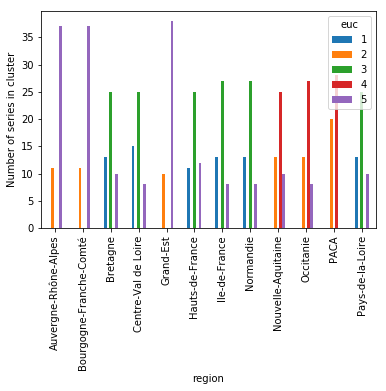 euc
1
2
3
4
5
Number of series in cluster
35
30
25
20
15
10
5
0
Auvergne-Rhône-Alpes
Bourgogne-Franche-Comté
Bretagne
Centre-Val de Loire
Grand-Est
Hauts-de-France
Ile-de-France
Normandie
Nouvelle-Aquitaine
Occitanie
PACA
Pays-de-la-Loire
region